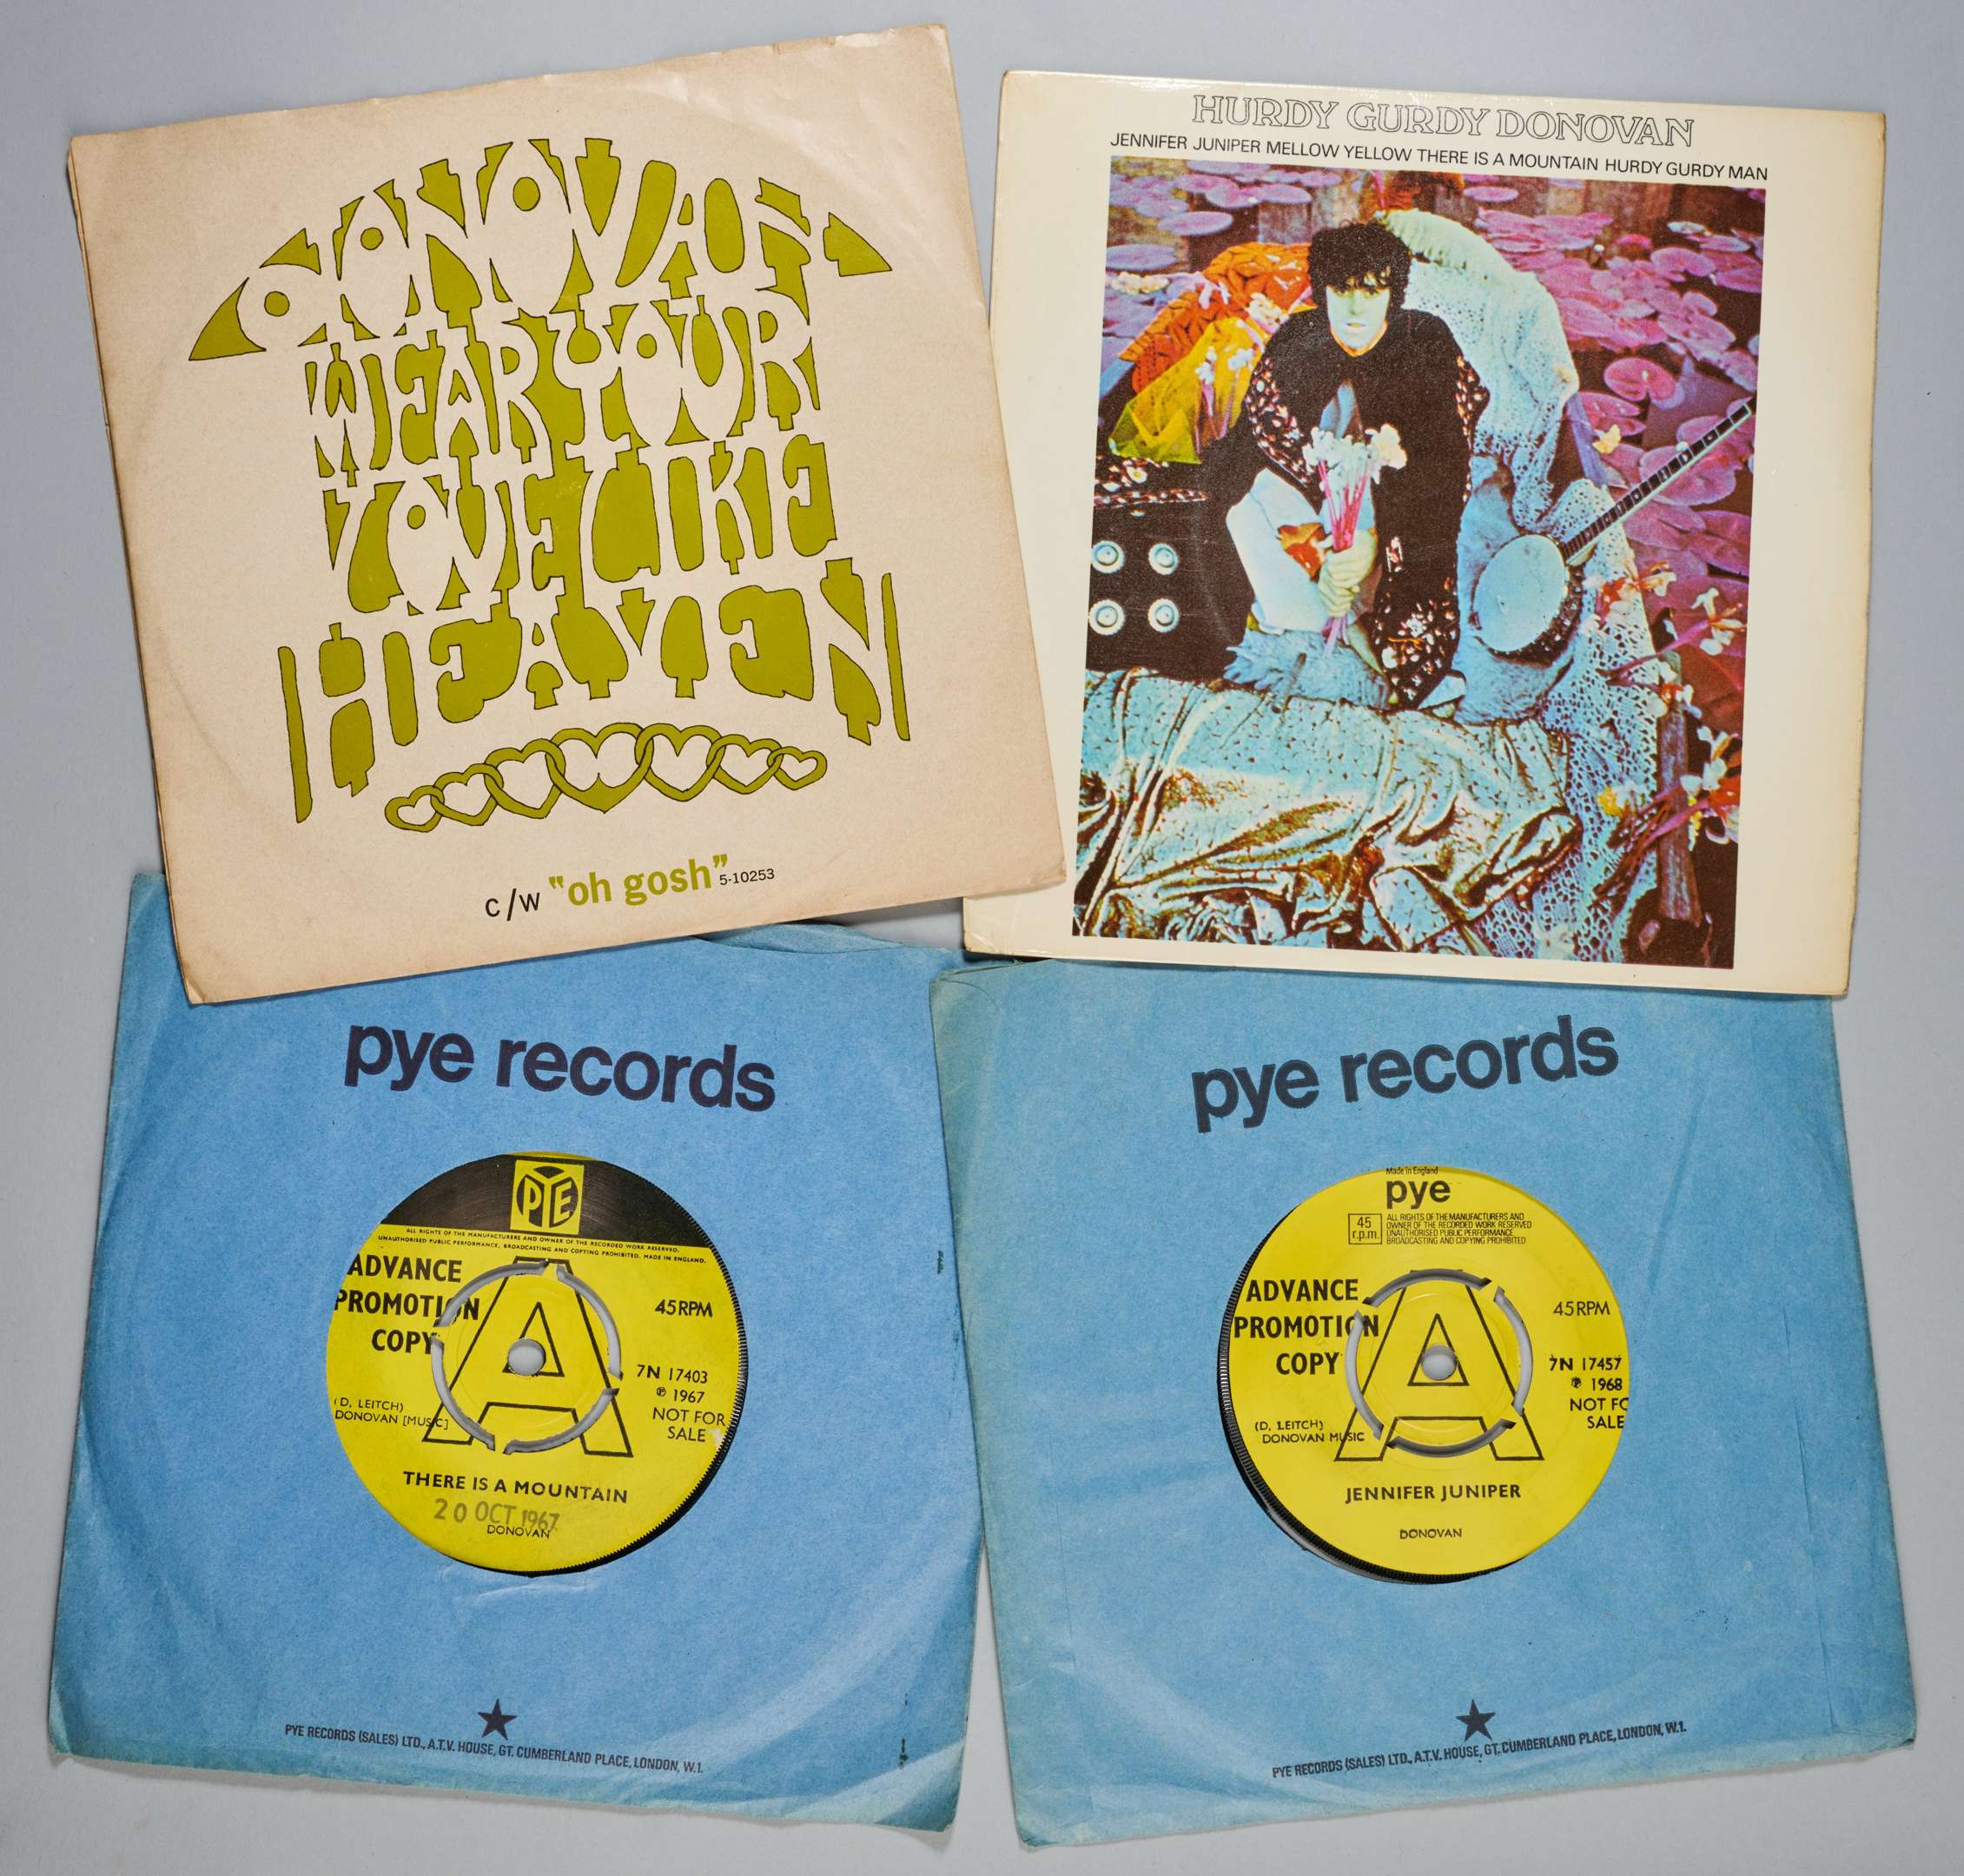 DONOVAN
WEAR YOUR
LOVE LIKE
HEAVEN
c/w "oh gosh" 5-10253
HURDY GURDY DONOVAN
JENNIFER JUNIPER MELLOW YELLOW THERE IS A MOUNTAIN HURDY GURDY MAN
pye records
PYE
ALL RIGHTS OF THE MANUFACTURERS AND OWNER OF THE RECORDED WORK RESERVED.
UNAUTHORISED PUBLIC PERFORMANCE, BROADCASTING AND COPYING PROHIBITED. MADE IN ENGLAND.
ADVANCE
PROMOTION
COPY
A
45 RPM
7N 17403
℗ 1967
NOT FOR
SALE
(D. LEITCH)
DONOVAN [MUSIC]
THERE IS A MOUNTAIN
20 OCT 1967
DONOVAN
PYE RECORDS (SALES) LTD., A.T.V. HOUSE, GT. CUMBERLAND PLACE, LONDON, W.1.
pye records
Made in England
pye
45
r.p.m.
ALL RIGHTS OF THE MANUFACTURERS AND
OWNER OF THE RECORDED WORK RESERVED
UNAUTHORISED PUBLIC PERFORMANCE
BROADCASTING AND COPYING PROHIBITED
ADVANCE
PROMOTION
COPY
A
45 RPM
7N 17457
℗ 1968
NOT FO
SALE
(D. LEITCH)
DONOVAN MUSIC
JENNIFER JUNIPER
DONOVAN
PYE RECORDS (SALES) LTD., A.T.V. HOUSE, GT. CUMBERLAND PLACE, LONDON, W.1.